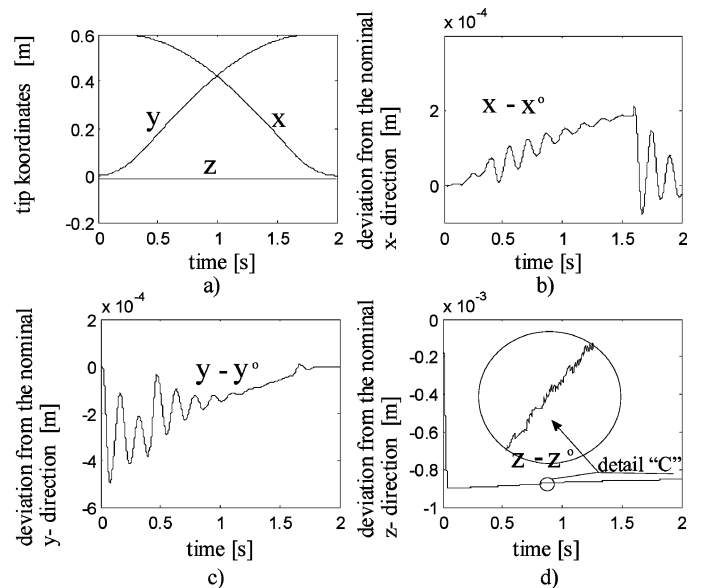 tip koordinates [m]
0.6
0.4
0.2
0
-0.2
y
x
z
0
0.5
1
1.5
2
time [s]
a)
x 10⁻⁴
deviation from the nominal
x- direction [m]
4
2
0
x - x°
0
0.5
1
1.5
2
time [s]
b)
x 10⁻⁴
deviation from the nominal
y- direction [m]
2
0
-2
-4
-6
y - y°
0
0.5
1
1.5
2
time [s]
c)
x 10⁻³
deviation from the nominal
z- direction [m]
0
-0.2
-0.4
-0.6
-0.8
-1
z - z°
detail “C”
0
0.5
1
1.5
2
time [s]
d)